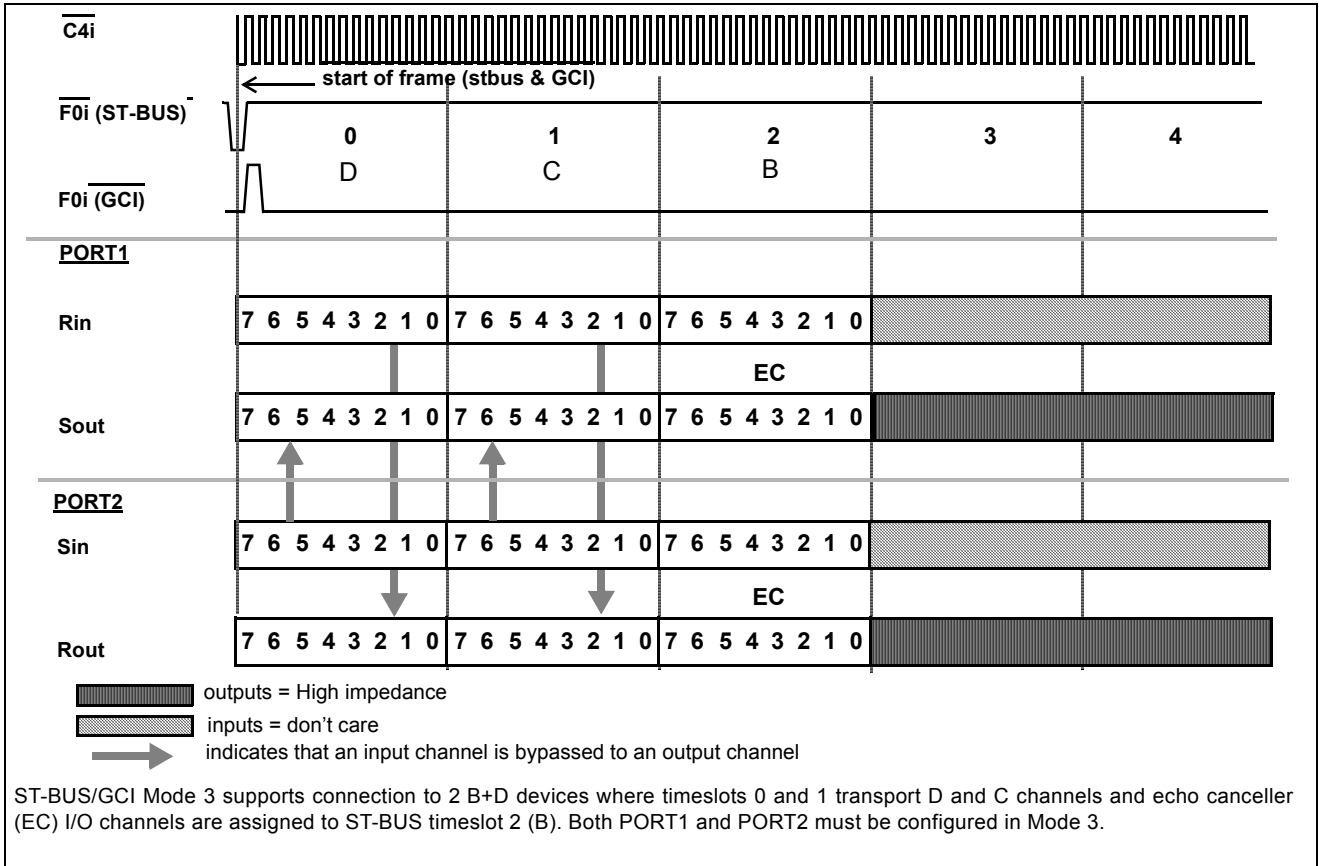 C4i
start of frame (stbus & GCI)
F0i (ST-BUS)
0 1 2 3 4
D C B
F0i (GCI)
PORT1
Rin 7 6 5 4 3 2 1 0 7 6 5 4 3 2 1 0 7 6 5 4 3 2 1 0
EC
Sout 7 6 5 4 3 2 1 0 7 6 5 4 3 2 1 0 7 6 5 4 3 2 1 0
PORT2
Sin 7 6 5 4 3 2 1 0 7 6 5 4 3 2 1 0 7 6 5 4 3 2 1 0
EC
Rout 7 6 5 4 3 2 1 0 7 6 5 4 3 2 1 0 7 6 5 4 3 2 1 0
outputs = High impedance
inputs = don't care
indicates that an input channel is bypassed to an output channel
ST-BUS/GCI Mode 3 supports connection to 2 B+D devices where timeslots 0 and 1 transport D and C channels and echo canceller
(EC) I/O channels are assigned to ST-BUS timeslot 2 (B). Both PORT1 and PORT2 must be configured in Mode 3.